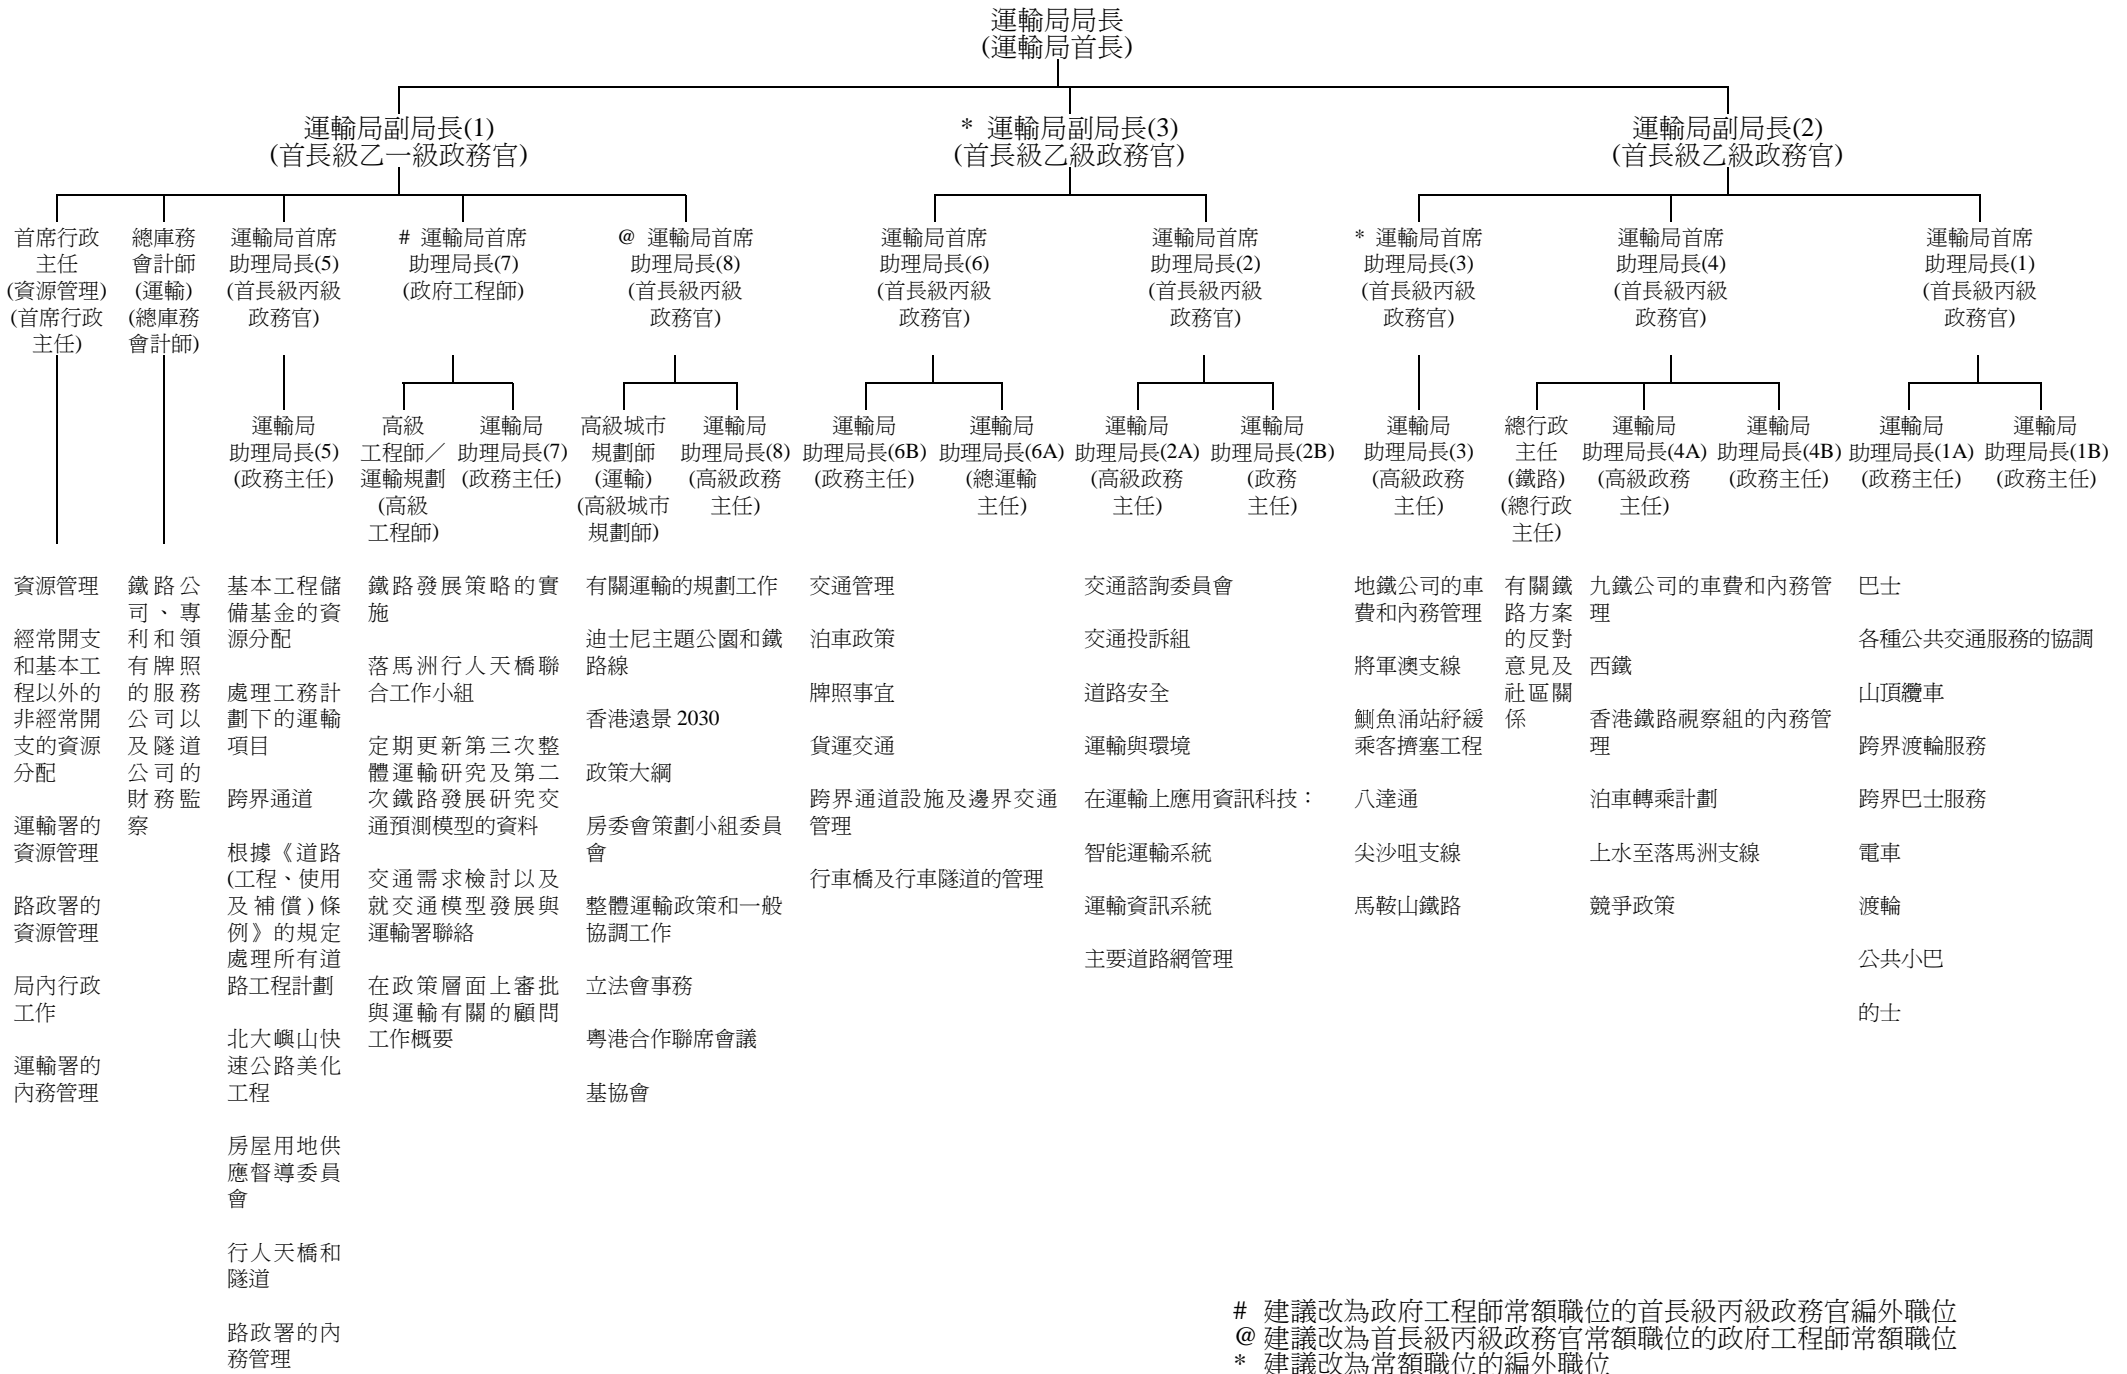 運輸局局長
(運輸局首長)
運輸局副局長(1)
(首長級乙一級政務官)
* 運輸局副局長(3)
(首長級乙級政務官)
運輸局副局長(2)
(首長級乙級政務官)
首席行政
主任
(資源管理)
(首席行政
主任)
總庫務
會計師
(運輸)
(總庫務
會計師)
運輸局首席
助理局長(5)
(首長級丙級
政務官)
# 運輸局首席
助理局長(7)
(政府工程師)
@ 運輸局首席
助理局長(8)
(首長級丙級
政務官)
運輸局首席
助理局長(6)
(首長級丙級
政務官)
運輸局首席
助理局長(2)
(首長級丙級
政務官)
* 運輸局首席
助理局長(3)
(首長級丙級
政務官)
運輸局首席
助理局長(4)
(首長級丙級
政務官)
運輸局首席
助理局長(1)
(首長級丙級
政務官)
運輸局
助理局長(5)
(政務主任)
高級
工程師／
運輸規劃
(高級
工程師)
運輸局
助理局長(7)
(政務主任)
高級城市
規劃師
(運輸)
(高級城市
規劃師)
運輸局
助理局長(8)
(高級政務
主任)
運輸局
助理局長(6B)
(政務主任)
運輸局
助理局長(6A)
(總運輸
主任)
運輸局
助理局長(2A)
(高級政務
主任)
運輸局
助理局長(2B)
(政務
主任)
運輸局
助理局長(3)
(高級政務
主任)
總行政
主任
(鐵路)
(總行政
主任)
運輸局
助理局長(4A)
(高級政務
主任)
運輸局
助理局長(4B)
(政務主任)
運輸局
助理局長(1A)
(政務主任)
運輸局
助理局長(1B)
(政務主任)
資源管理
經常開支
和基本工
程以外的
非經常開
支的資源
分配
運輸署的
資源管理
路政署的
資源管理
局內行政
工作
運輸署的
內務管理
鐵路公
司、專
利和領
有牌照
的服務
公司以
及隧道
公司的
財務監
察
基本工程儲
備基金的資
源分配
處理工務計
劃下的運輸
項目
跨界通道
根據《道路
(工程、使用
及補償)條
例》的規定
處理所有道
路工程計劃
北大嶼山快
速公路美化
工程
房屋用地供
應督導委員
會
行人天橋和
隧道
路政署的內
務管理
鐵路發展策略的實
施
落馬洲行人天橋聯
合工作小組
定期更新第三次整
體運輸研究及第二
次鐵路發展研究交
通預測模型的資料
交通需求檢討以及
就交通模型發展與
運輸署聯絡
在政策層面上審批
與運輸有關的顧問
工作概要
有關運輸的規劃工作
迪士尼主題公園和鐵
路線
香港遠景 2030
政策大綱
房委會策劃小組委員
會
整體運輸政策和一般
協調工作
立法會事務
粵港合作聯席會議
基協會
交通管理
泊車政策
牌照事宜
貨運交通
跨界通道設施及邊界交通
管理
行車橋及行車隧道的管理
交通諮詢委員會
交通投訴組
道路安全
運輸與環境
在運輸上應用資訊科技：
智能運輸系統
運輸資訊系統
主要道路網管理
地鐵公司的車
費和內務管理
將軍澳支線
鰂魚涌站紓緩
乘客擠塞工程
八達通
尖沙咀支線
馬鞍山鐵路
有關鐵
路方案
的反對
意見及
社區關
係
九鐵公司的車費和內務管
理
西鐵
香港鐵路視察組的內務管
理
泊車轉乘計劃
上水至落馬洲支線
競爭政策
巴士
各種公共交通服務的協調
山頂纜車
跨界渡輪服務
跨界巴士服務
電車
渡輪
公共小巴
的士
# 建議改為政府工程師常額職位的首長級丙級政務官編外職位
@ 建議改為首長級丙級政務官常額職位的政府工程師常額職位
* 建議改為常額職位的編外職位